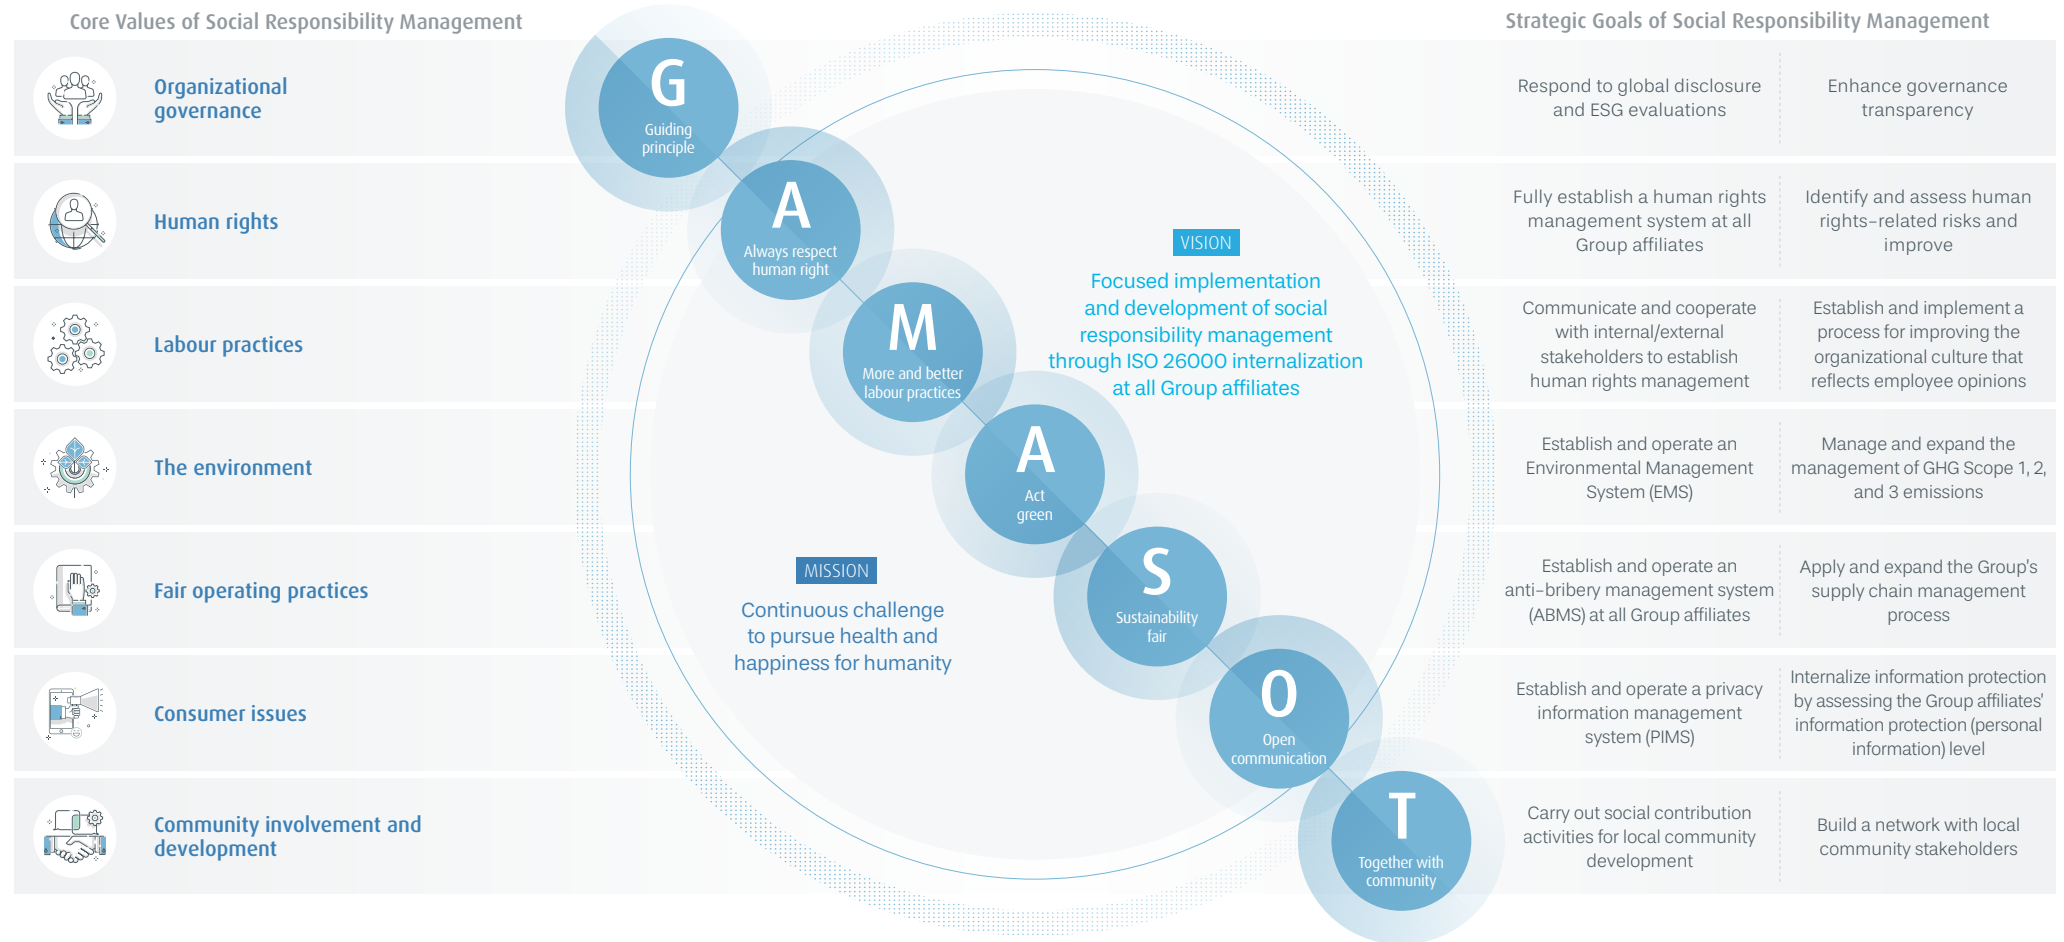 Core Values of Social Responsibility Management
Strategic Goals of Social Responsibility Management
Organizational
governance
G
Guiding
principle
Respond to global disclosure
and ESG evaluations
Enhance governance
transparency
Human rights
A
Always respect
human right
Fully establish a human rights
management system at all
Group affiliates
Identify and assess human
rights-related risks and
improve
Labour practices
M
More and better
labour practices
Communicate and cooperate
with internal/external
stakeholders to establish
human rights management
Establish and implement a
process for improving the
organizational culture that
reflects employee opinions
VISION
Focused implementation
and development of social
responsibility management
through ISO 26000 internalization
at all Group affiliates
The environment
A
Act
green
Establish and operate an
Environmental Management
System (EMS)
Manage and expand the
management of GHG Scope 1, 2,
and 3 emissions
Fair operating practices
S
Sustainability
fair
Establish and operate an
anti-bribery management system
(ABMS) at all Group affiliates
Apply and expand the Group's
supply chain management
process
MISSION
Continuous challenge
to pursue health and
happiness for humanity
Consumer issues
O
Open
communication
Establish and operate a privacy
information management
system (PIMS)
Internalize information protection
by assessing the Group affiliates'
information protection (personal
information) level
Community involvement and
development
T
Together with
community
Carry out social contribution
activities for local community
development
Build a network with local
community stakeholders